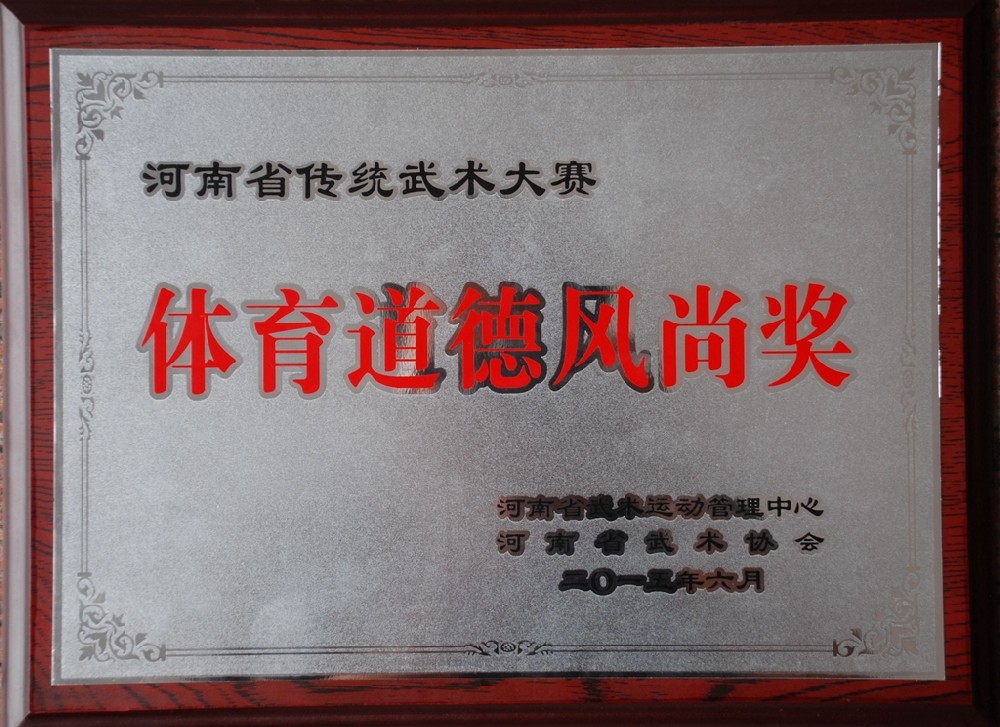 河南省传统武术大赛
体育道德风尚奖
河南省武术运动管理中心
河南省武术协会
二〇一五年六月